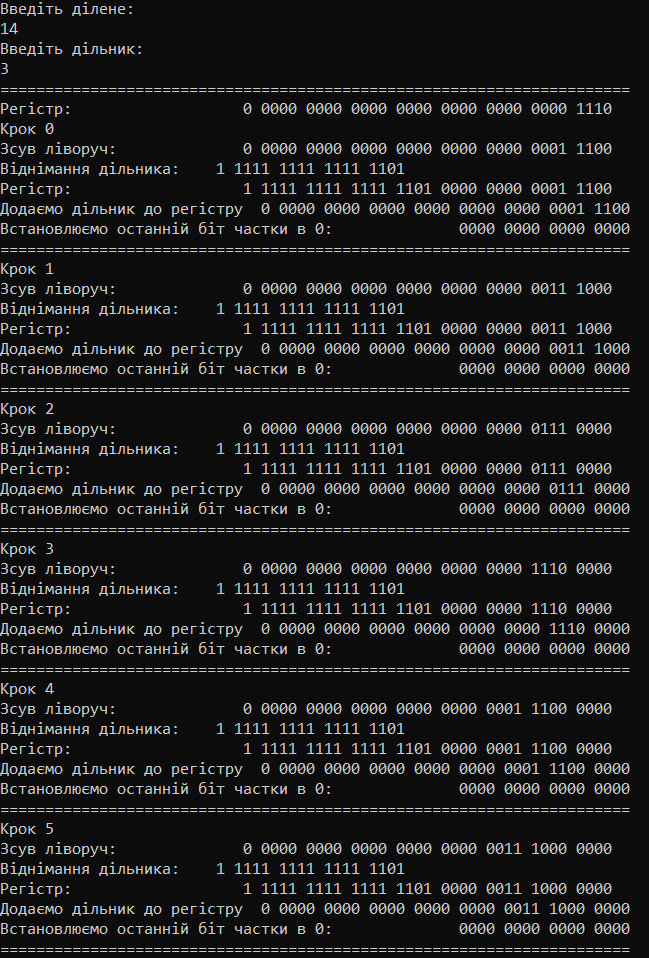 Введіть ділене:
14
Введіть дільник:
3
======================================================================
Регістр:                   0 0000 0000 0000 0000 0000 0000 0000 1110
Крок 0
Зсув ліворуч:              0 0000 0000 0000 0000 0000 0000 0001 1100
Віднімання дільника:    1 1111 1111 1111 1101
Регістр:                   1 1111 1111 1111 1101 0000 0000 0001 1100
Додаємо дільник до регістру  0 0000 0000 0000 0000 0000 0000 0001 1100
Встановлюємо останній біт частки в 0:              0000 0000 0000 0000
======================================================================
Крок 1
Зсув ліворуч:              0 0000 0000 0000 0000 0000 0000 0011 1000
Віднімання дільника:    1 1111 1111 1111 1101
Регістр:                   1 1111 1111 1111 1101 0000 0000 0011 1000
Додаємо дільник до регістру  0 0000 0000 0000 0000 0000 0000 0011 1000
Встановлюємо останній біт частки в 0:              0000 0000 0000 0000
======================================================================
Крок 2
Зсув ліворуч:              0 0000 0000 0000 0000 0000 0000 0111 0000
Віднімання дільника:    1 1111 1111 1111 1101
Регістр:                   1 1111 1111 1111 1101 0000 0000 0111 0000
Додаємо дільник до регістру  0 0000 0000 0000 0000 0000 0000 0111 0000
Встановлюємо останній біт частки в 0:              0000 0000 0000 0000
======================================================================
Крок 3
Зсув ліворуч:              0 0000 0000 0000 0000 0000 0000 1110 0000
Віднімання дільника:    1 1111 1111 1111 1101
Регістр:                   1 1111 1111 1111 1101 0000 0000 1110 0000
Додаємо дільник до регістру  0 0000 0000 0000 0000 0000 0000 1110 0000
Встановлюємо останній біт частки в 0:              0000 0000 0000 0000
======================================================================
Крок 4
Зсув ліворуч:              0 0000 0000 0000 0000 0000 0001 1100 0000
Віднімання дільника:    1 1111 1111 1111 1101
Регістр:                   1 1111 1111 1111 1101 0000 0001 1100 0000
Додаємо дільник до регістру  0 0000 0000 0000 0000 0000 0001 1100 0000
Встановлюємо останній біт частки в 0:              0000 0000 0000 0000
======================================================================
Крок 5
Зсув ліворуч:              0 0000 0000 0000 0000 0000 0011 1000 0000
Віднімання дільника:    1 1111 1111 1111 1101
Регістр:                   1 1111 1111 1111 1101 0000 0011 1000 0000
Додаємо дільник до регістру  0 0000 0000 0000 0000 0000 0011 1000 0000
Встановлюємо останній біт частки в 0:              0000 0000 0000 0000
======================================================================